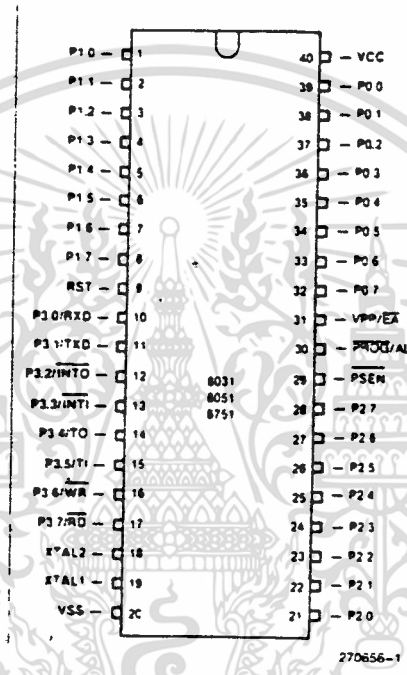 P1.0 1 40 VCC
P1.1 2 39 P0.0
P1.2 3 38 P0.1
P1.3 4 37 P0.2
P1.4 5 36 P0.3
P1.5 6 35 P0.4
P1.6 7 34 P0.5
P1.7 8 33 P0.6
RST 9 32 P0.7
P3.0/RXD 10 31 VPP/EA
P3.1/TXD 11 30 PROG/AL
P3.2/INT0 12 29 PSEN
P3.3/INT1 13 28 P2.7
P3.4/T0 14 27 P2.6
P3.5/T1 15 26 P2.5
P3.6/WR 16 25 P2.4
P3.7/RD 17 24 P2.3
XTAL2 18 23 P2.2
XTAL1 19 22 P2.1
VSS 20 21 P2.0
8031
8051
8751
270656-1